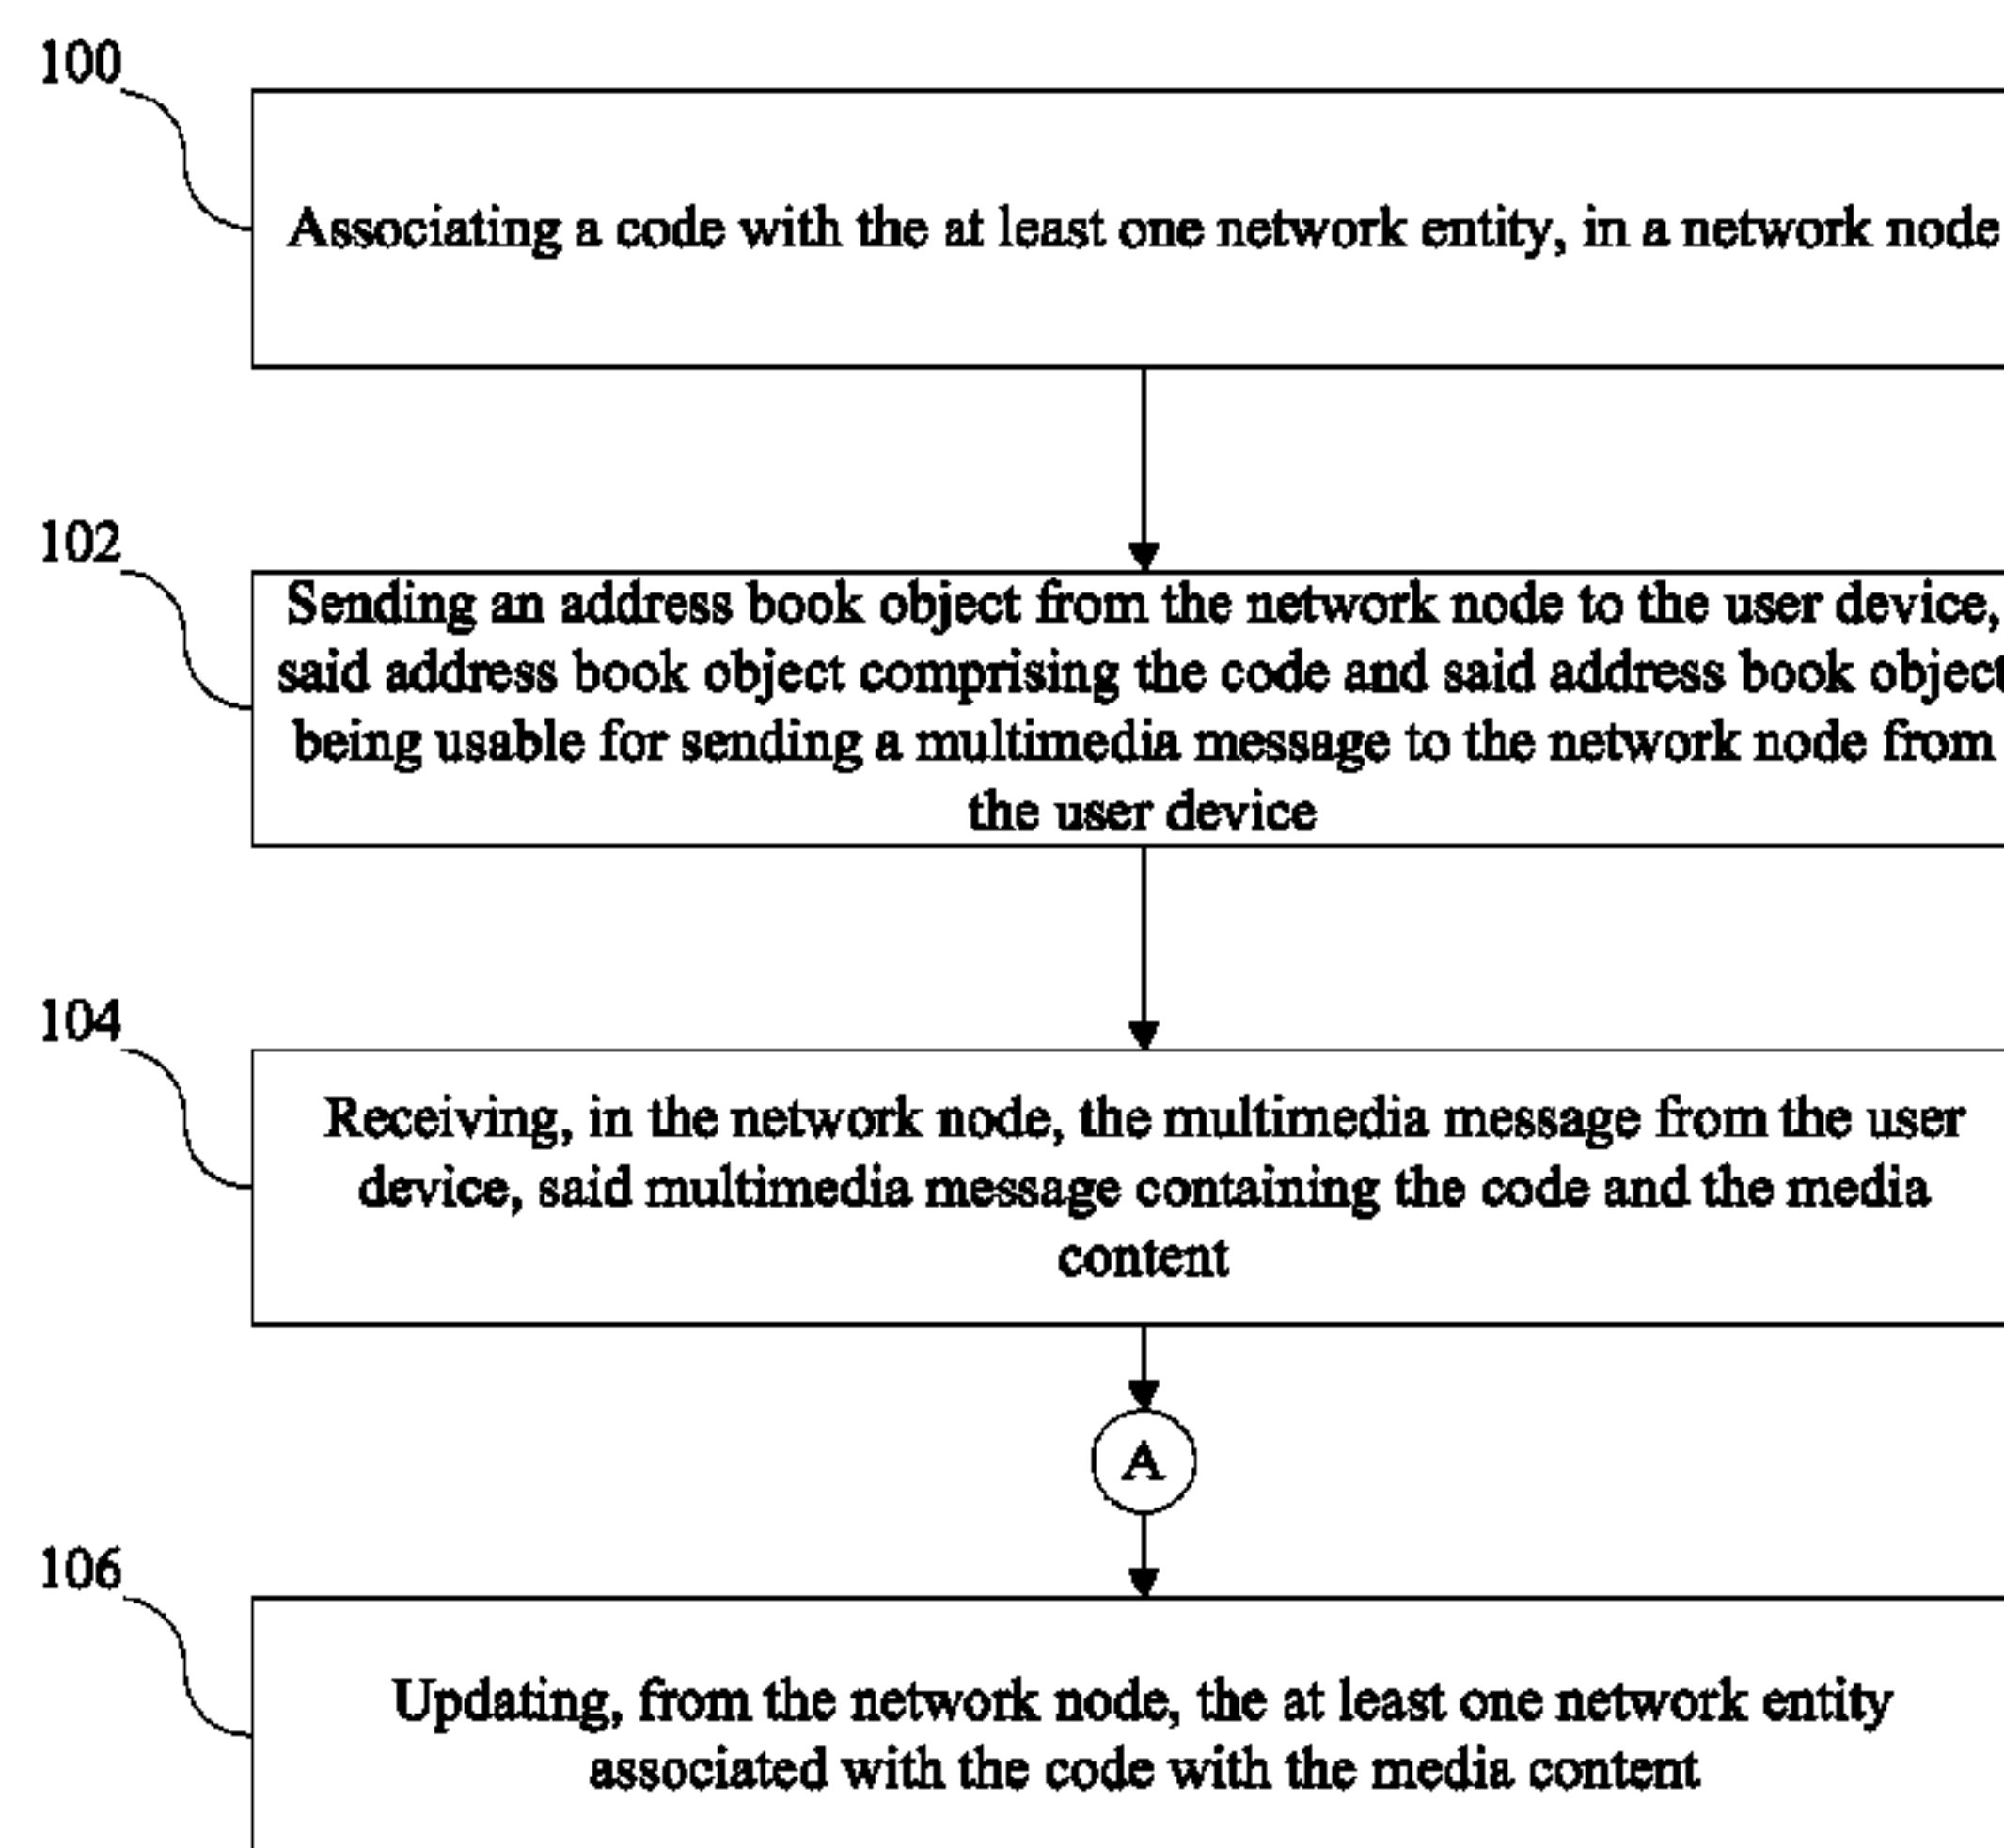 100
Associating a code with the at least one network entity, in a network node
102
Sending an address book object from the network node to the user device,
said address book object comprising the code and said address book object
being usable for sending a multimedia message to the network node from
the user device
104
Receiving, in the network node, the multimedia message from the user
device, said multimedia message containing the code and the media
content
A
106
Updating, from the network node, the at least one network entity
associated with the code with the media content